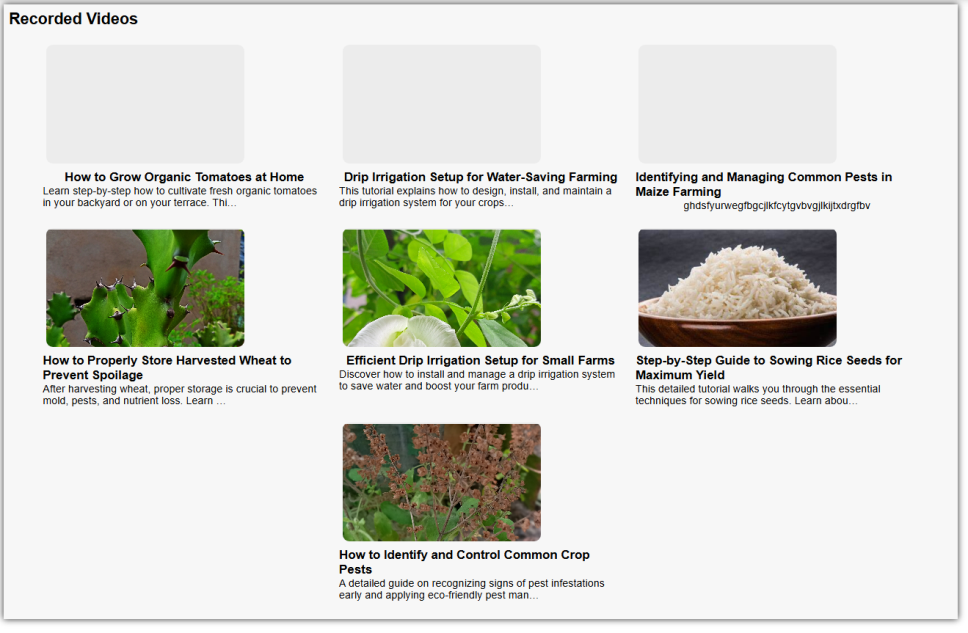 Recorded Videos
How to Grow Organic Tomatoes at Home
Learn step-by-step how to cultivate fresh organic tomatoes
in your backyard or on your terrace. Thi...
Drip Irrigation Setup for Water-Saving Farming
This tutorial explains how to design, install, and maintain a
drip irrigation system for your crops...
Identifying and Managing Common Pests in
Maize Farming
ghdsfyurwegfbgcjlkfcytgvbvgjlkijtxdrgfbv
How to Properly Store Harvested Wheat to
Prevent Spoilage
After harvesting wheat, proper storage is crucial to prevent
mold, pests, and nutrient loss. Learn ...
Efficient Drip Irrigation Setup for Small Farms
Discover how to install and manage a drip irrigation system
to save water and boost your farm produ...
Step-by-Step Guide to Sowing Rice Seeds for
Maximum Yield
This detailed tutorial walks you through the essential
techniques for sowing rice seeds. Learn abou...
How to Identify and Control Common Crop
Pests
A detailed guide on recognizing signs of pest infestations
early and applying eco-friendly pest man...